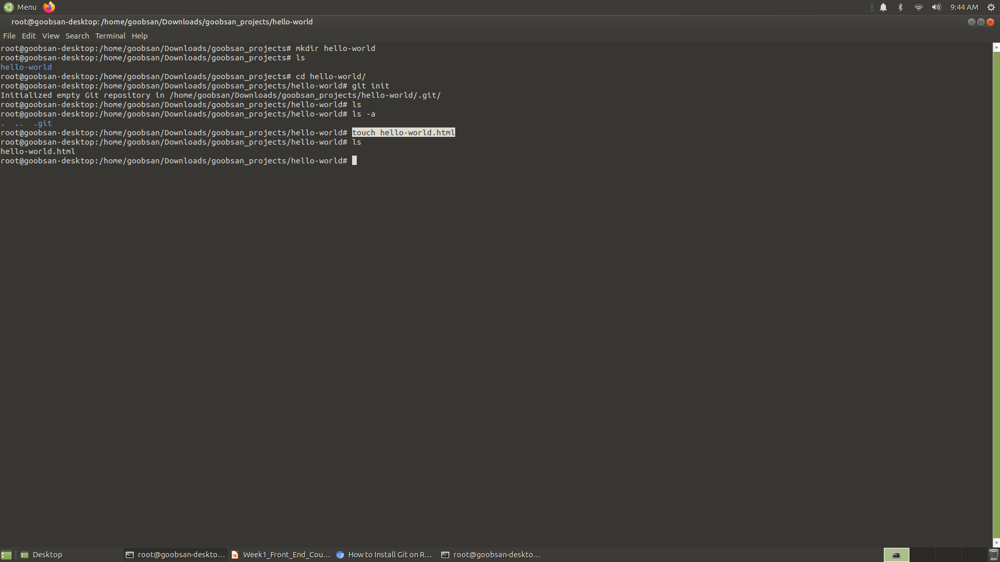 Menu
9:44 AM
root@goobsan-desktop: /home/goobsan/Downloads/goobsan_projects/hello-world
File Edit View Search Terminal Help
root@goobsan-desktop:/home/goobsan/Downloads/goobsan_projects# mkdir hello-world
root@goobsan-desktop:/home/goobsan/Downloads/goobsan_projects# ls
hello-world
root@goobsan-desktop:/home/goobsan/Downloads/goobsan_projects# cd hello-world/
root@goobsan-desktop:/home/goobsan/Downloads/goobsan_projects/hello-world# git init
Initialized empty Git repository in /home/goobsan/Downloads/goobsan_projects/hello-world/.git/
root@goobsan-desktop:/home/goobsan/Downloads/goobsan_projects/hello-world# ls
root@goobsan-desktop:/home/goobsan/Downloads/goobsan_projects/hello-world# ls -a
.  ..  .git
root@goobsan-desktop:/home/goobsan/Downloads/goobsan_projects/hello-world# touch hello-world.html
root@goobsan-desktop:/home/goobsan/Downloads/goobsan_projects/hello-world# ls
hello-world.html
root@goobsan-desktop:/home/goobsan/Downloads/goobsan_projects/hello-world#
Desktop
root@goobsan-deskto...
Week1_Front_End_Cou...
How to Install Git on R...
root@goobsan-deskto...